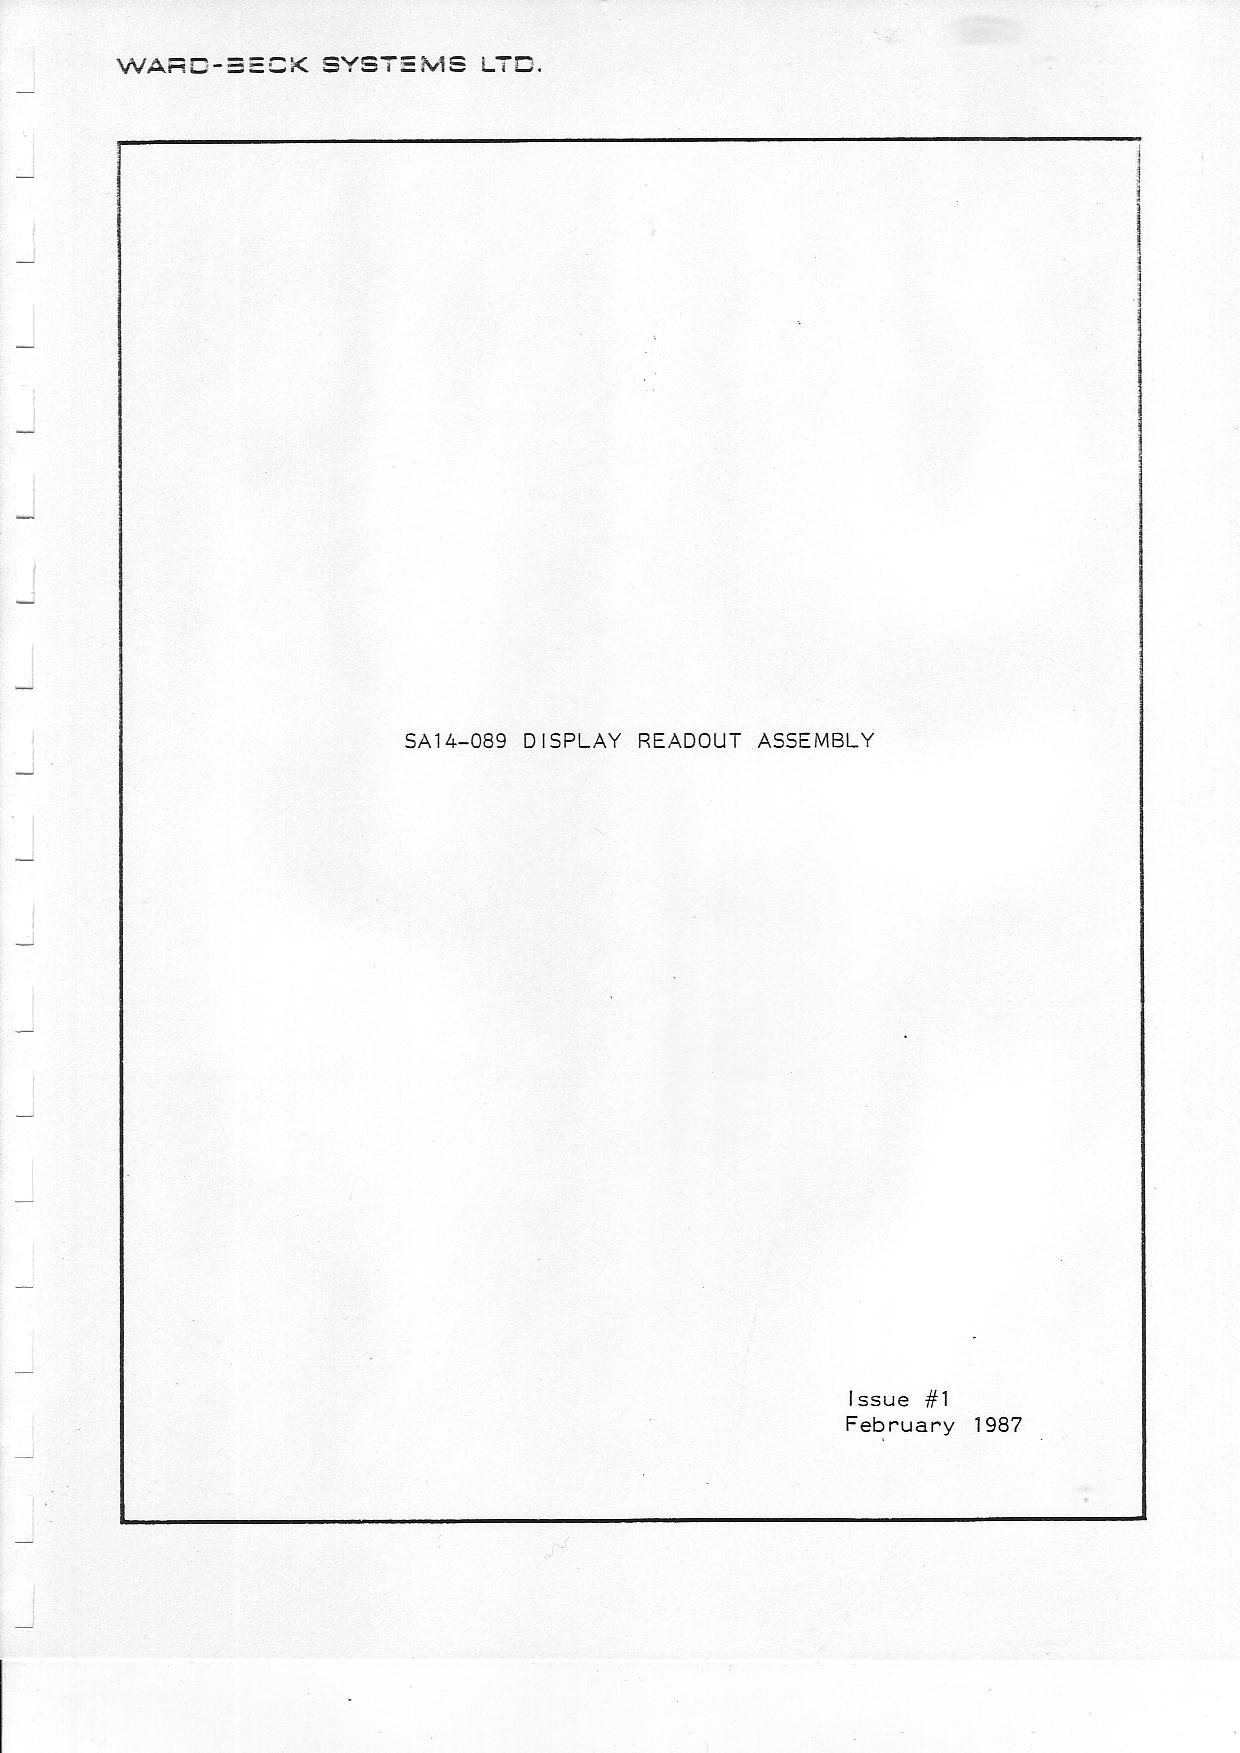 WARD-BECK SYSTEMS LTD.
SA14-089 DISPLAY READOUT ASSEMBLY
Issue #1
February 1987